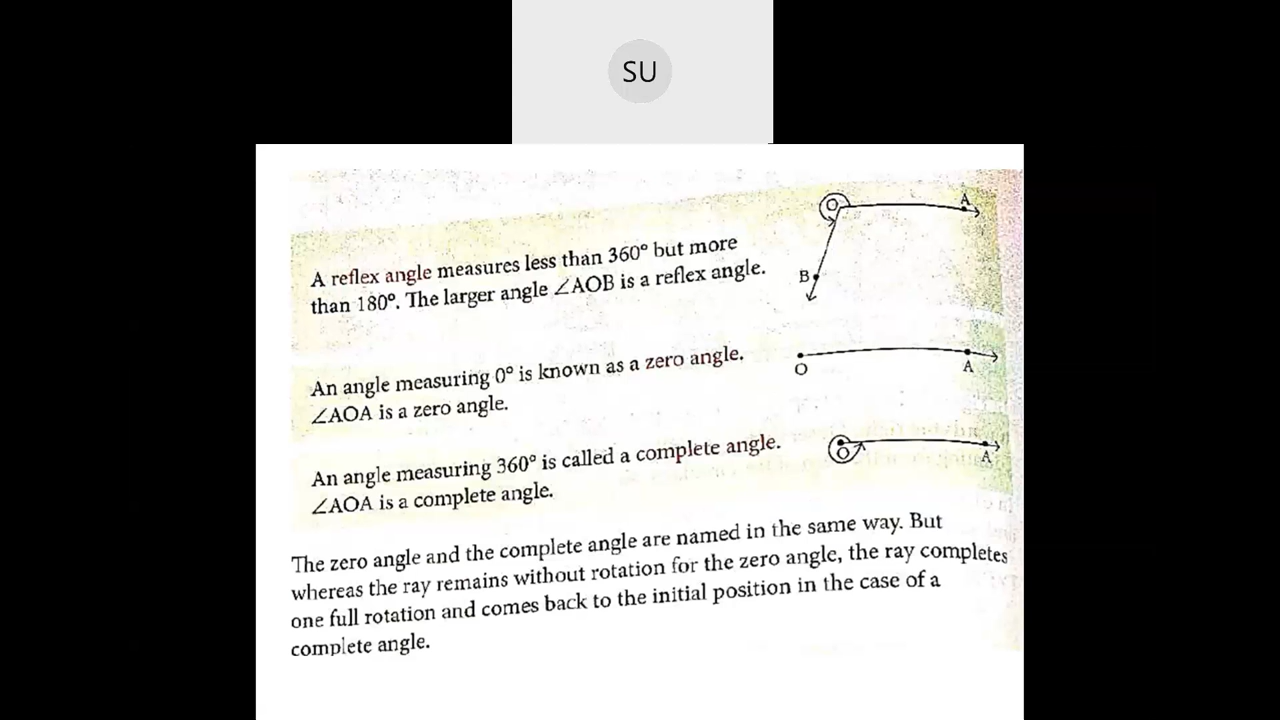 SU
A reflex angle measures less than 360° but more
than 180°. The larger angle ∠AOB is a reflex angle.
O
A
B
An angle measuring 0° is known as a zero angle.
∠AOA is a zero angle.
O
A
An angle measuring 360° is called a complete angle.
∠AOA is a complete angle.
O
A
The zero angle and the complete angle are named in the same way. But
whereas the ray remains without rotation for the zero angle, the ray completes
one full rotation and comes back to the initial position in the case of a
complete angle.